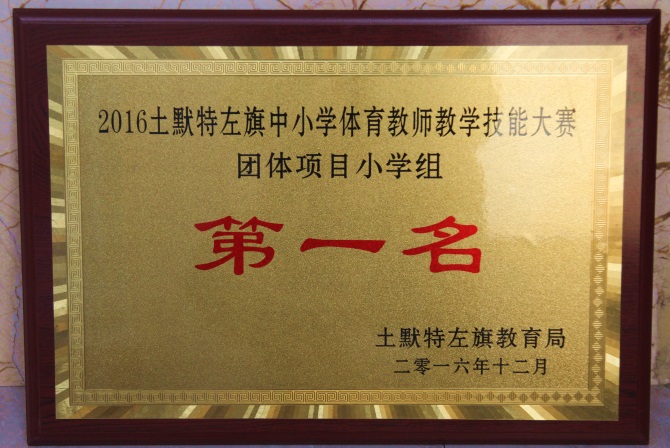 2016土默特左旗中小学体育教师教学技能大赛
团体项目小学组
第一名
土默特左旗教育局
二零一六年十二月